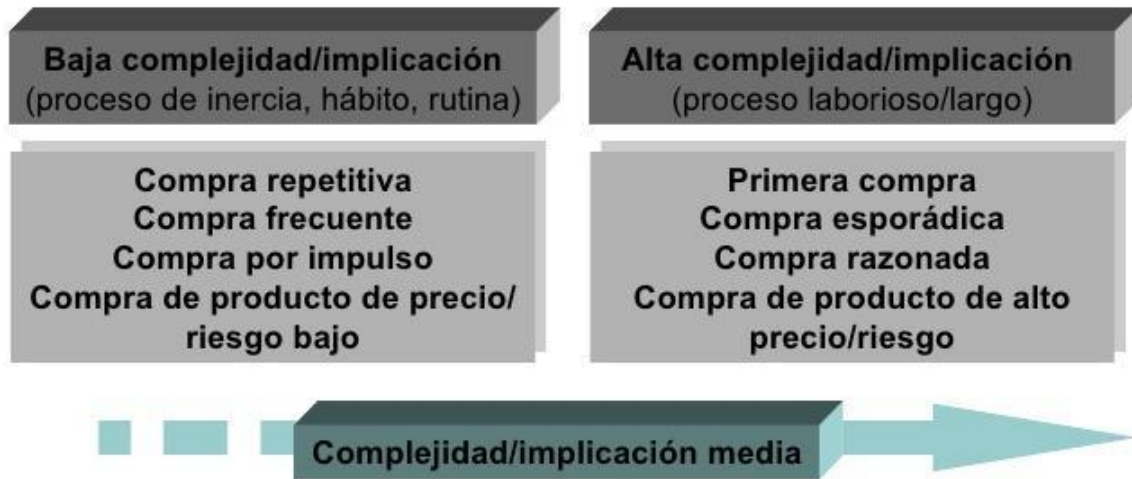 Baja complejidad/implicación
(proceso de inercia, hábito, rutina)
Compra repetitiva
Compra frecuente
Compra por impulso
Compra de producto de precio/
riesgo bajo
Alta complejidad/implicación
(proceso laborioso/largo)
Primera compra
Compra esporádica
Compra razonada
Compra de producto de alto
precio/riesgo
Complejidad/implicación media